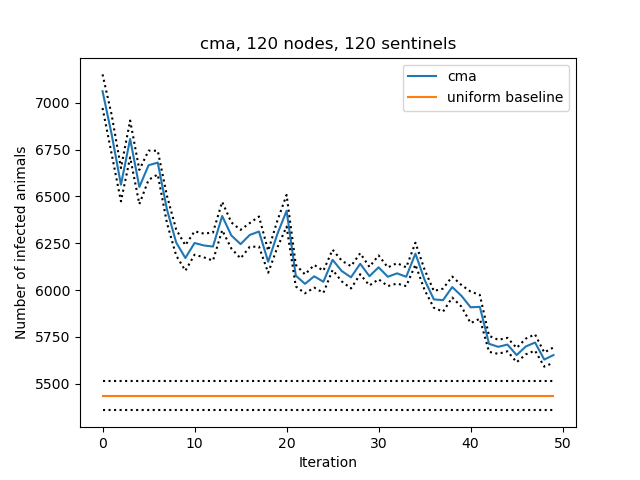 cma, 120 nodes, 120 sentinels
cma
uniform baseline
Number of infected animals
7000
6750
6500
6250
6000
5750
5500
0 10 20 30 40 50
Iteration